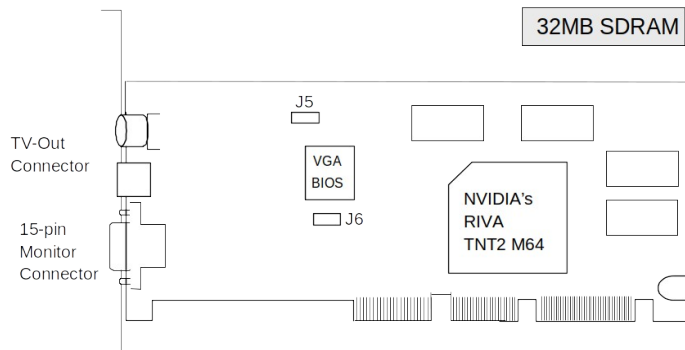 32MB SDRAM
J5
TV-Out
Connector
VGA
BIOS
NVIDIA's
RIVA
TNT2 M64
J6
15-pin
Monitor
Connector